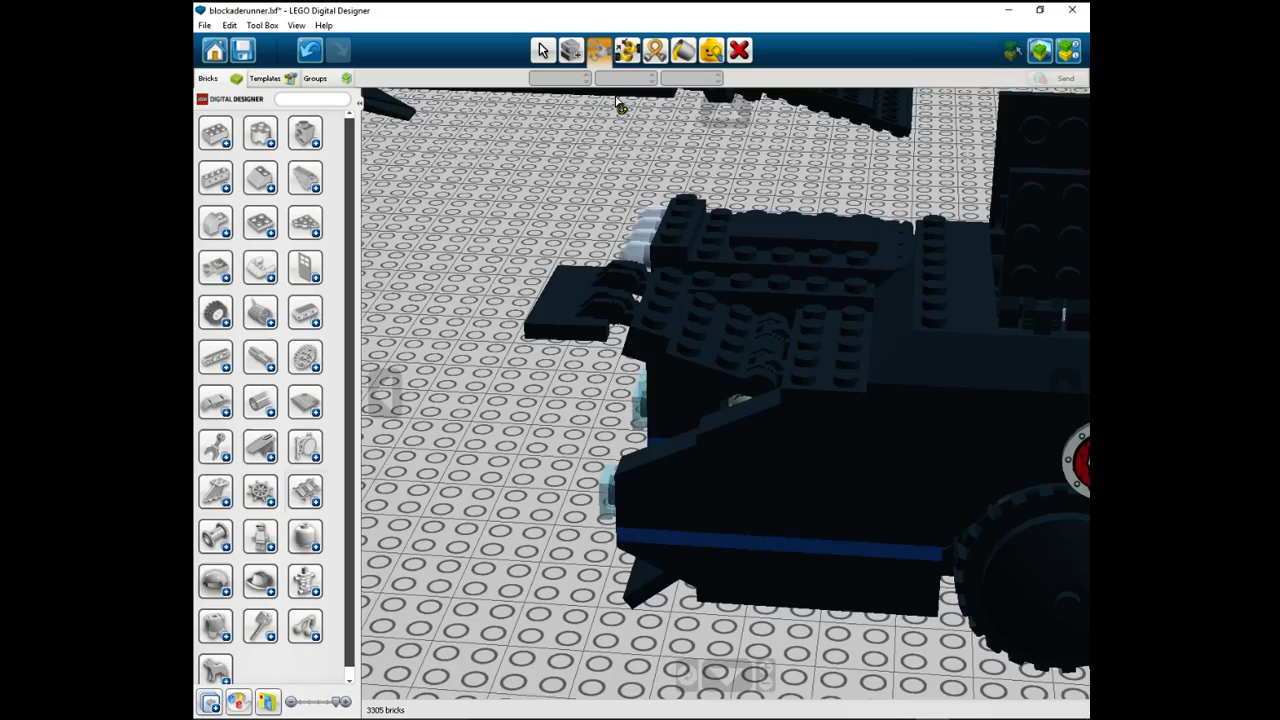 blockaderunner.lxf* - LEGO Digital Designer
File Edit Tool Box View Help
Bricks Templates Groups Send
LEGO DIGITAL DESIGNER
3305 bricks